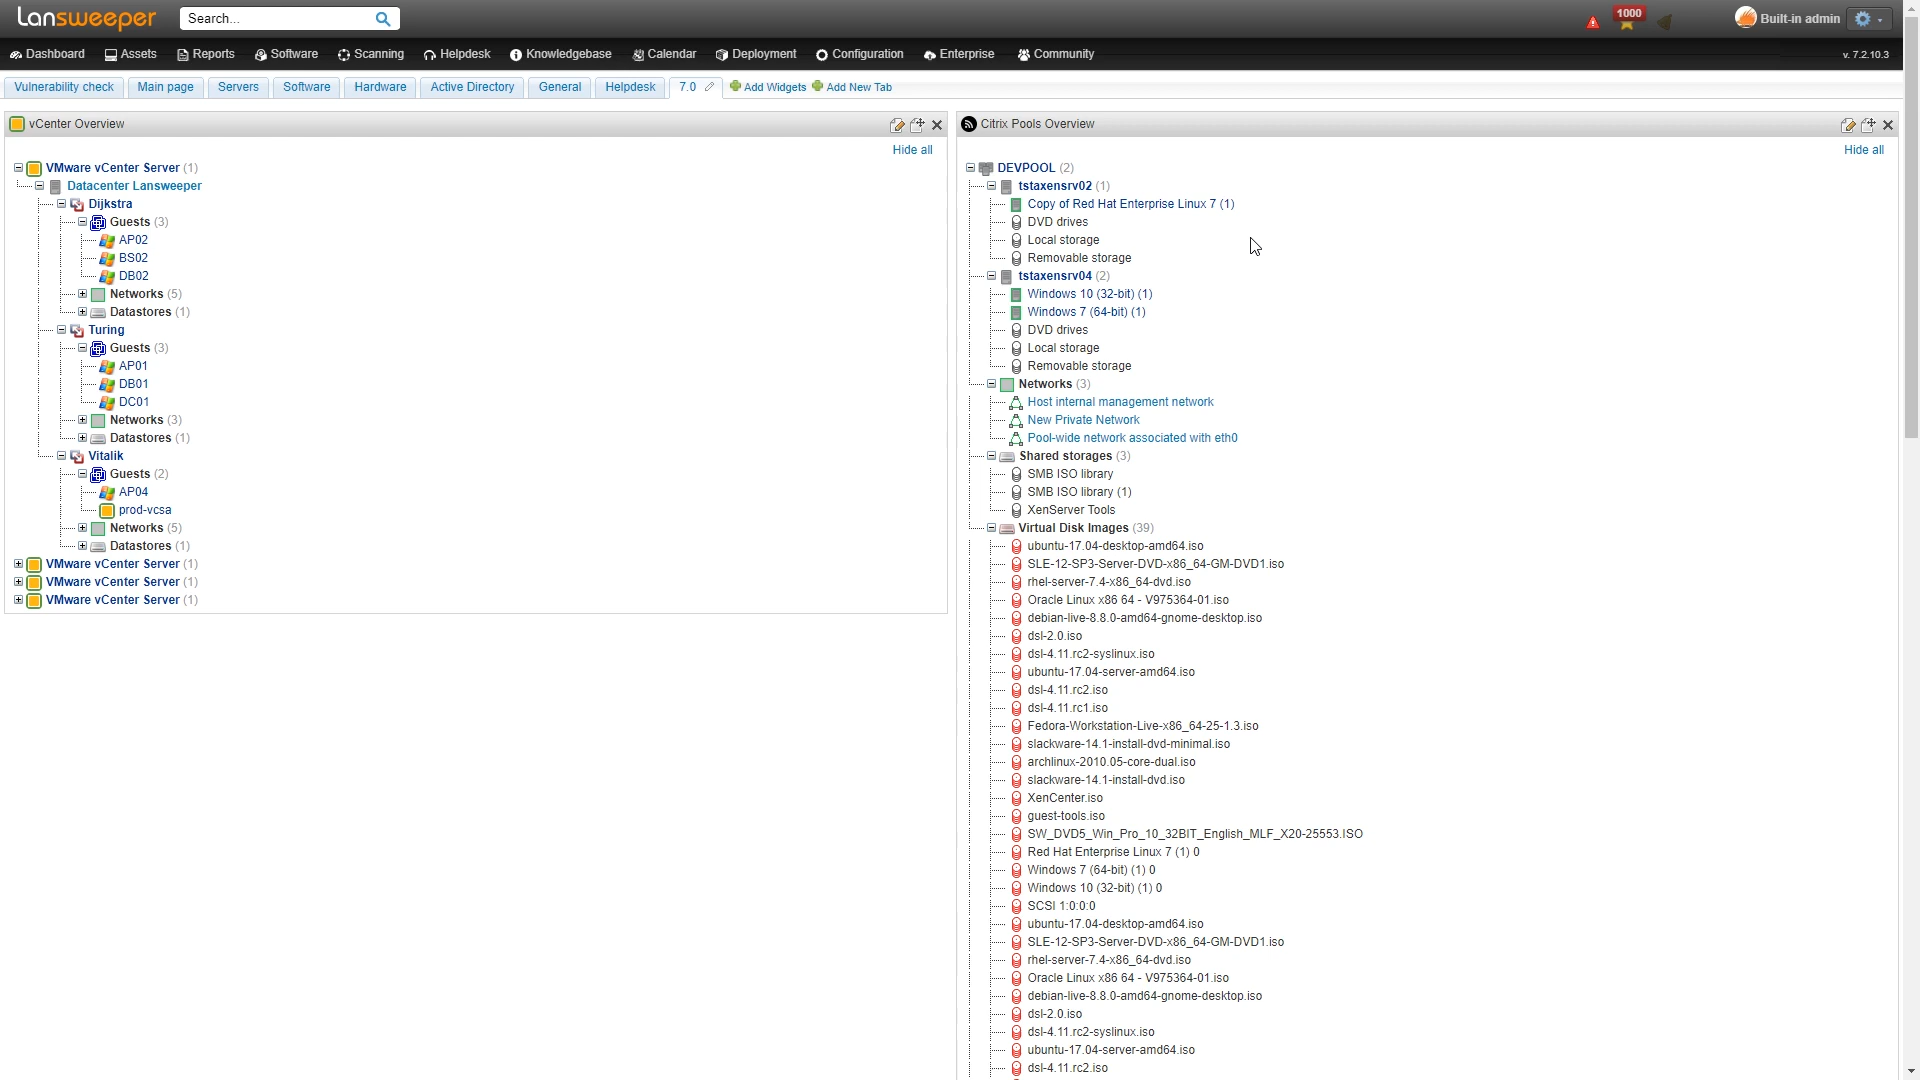 Lansweeper
Search...
1000
Built-in admin
Dashboard Assets Reports Software Scanning Helpdesk Knowledgebase Calendar Deployment Configuration Enterprise Community
v. 7.2.10.3
Vulnerability check Main page Servers Software Hardware Active Directory General Helpdesk 7.0 Add Widgets Add New Tab
vCenter Overview
Hide all
VMware vCenter Server (1)
Datacenter Lansweeper
Dijkstra
Guests (3)
AP02
BS02
DB02
Networks (5)
Datastores (1)
Turing
Guests (3)
AP01
DB01
DC01
Networks (3)
Datastores (1)
Vitalik
Guests (2)
AP04
prod-vcsa
Networks (5)
Datastores (1)
VMware vCenter Server (1)
VMware vCenter Server (1)
VMware vCenter Server (1)
Citrix Pools Overview
Hide all
DEVPOOL (2)
tstaxensrv02 (1)
Copy of Red Hat Enterprise Linux 7 (1)
DVD drives
Local storage
Removable storage
tstaxensrv04 (2)
Windows 10 (32-bit) (1)
Windows 7 (64-bit) (1)
DVD drives
Local storage
Removable storage
Networks (3)
Host internal management network
New Private Network
Pool-wide network associated with eth0
Shared storages (3)
SMB ISO library
SMB ISO library (1)
XenServer Tools
Virtual Disk Images (39)
ubuntu-17.04-desktop-amd64.iso
SLE-12-SP3-Server-DVD-x86_64-GM-DVD1.iso
rhel-server-7.4-x86_64-dvd.iso
Oracle Linux x86 64 - V975364-01.iso
debian-live-8.8.0-amd64-gnome-desktop.iso
dsl-2.0.iso
dsl-4.11.rc2-syslinux.iso
ubuntu-17.04-server-amd64.iso
dsl-4.11.rc2.iso
dsl-4.11.rc1.iso
Fedora-Workstation-Live-x86_64-25-1.3.iso
slackware-14.1-install-dvd-minimal.iso
archlinux-2010.05-core-dual.iso
slackware-14.1-install-dvd.iso
XenCenter.iso
guest-tools.iso
SW_DVD5_Win_Pro_10_32BIT_English_MLF_X20-25553.ISO
Red Hat Enterprise Linux 7 (1) 0
Windows 7 (64-bit) (1) 0
Windows 10 (32-bit) (1) 0
SCSI 1:0:0:0
ubuntu-17.04-desktop-amd64.iso
SLE-12-SP3-Server-DVD-x86_64-GM-DVD1.iso
rhel-server-7.4-x86_64-dvd.iso
Oracle Linux x86 64 - V975364-01.iso
debian-live-8.8.0-amd64-gnome-desktop.iso
dsl-2.0.iso
dsl-4.11.rc2-syslinux.iso
ubuntu-17.04-server-amd64.iso
dsl-4.11.rc2.iso